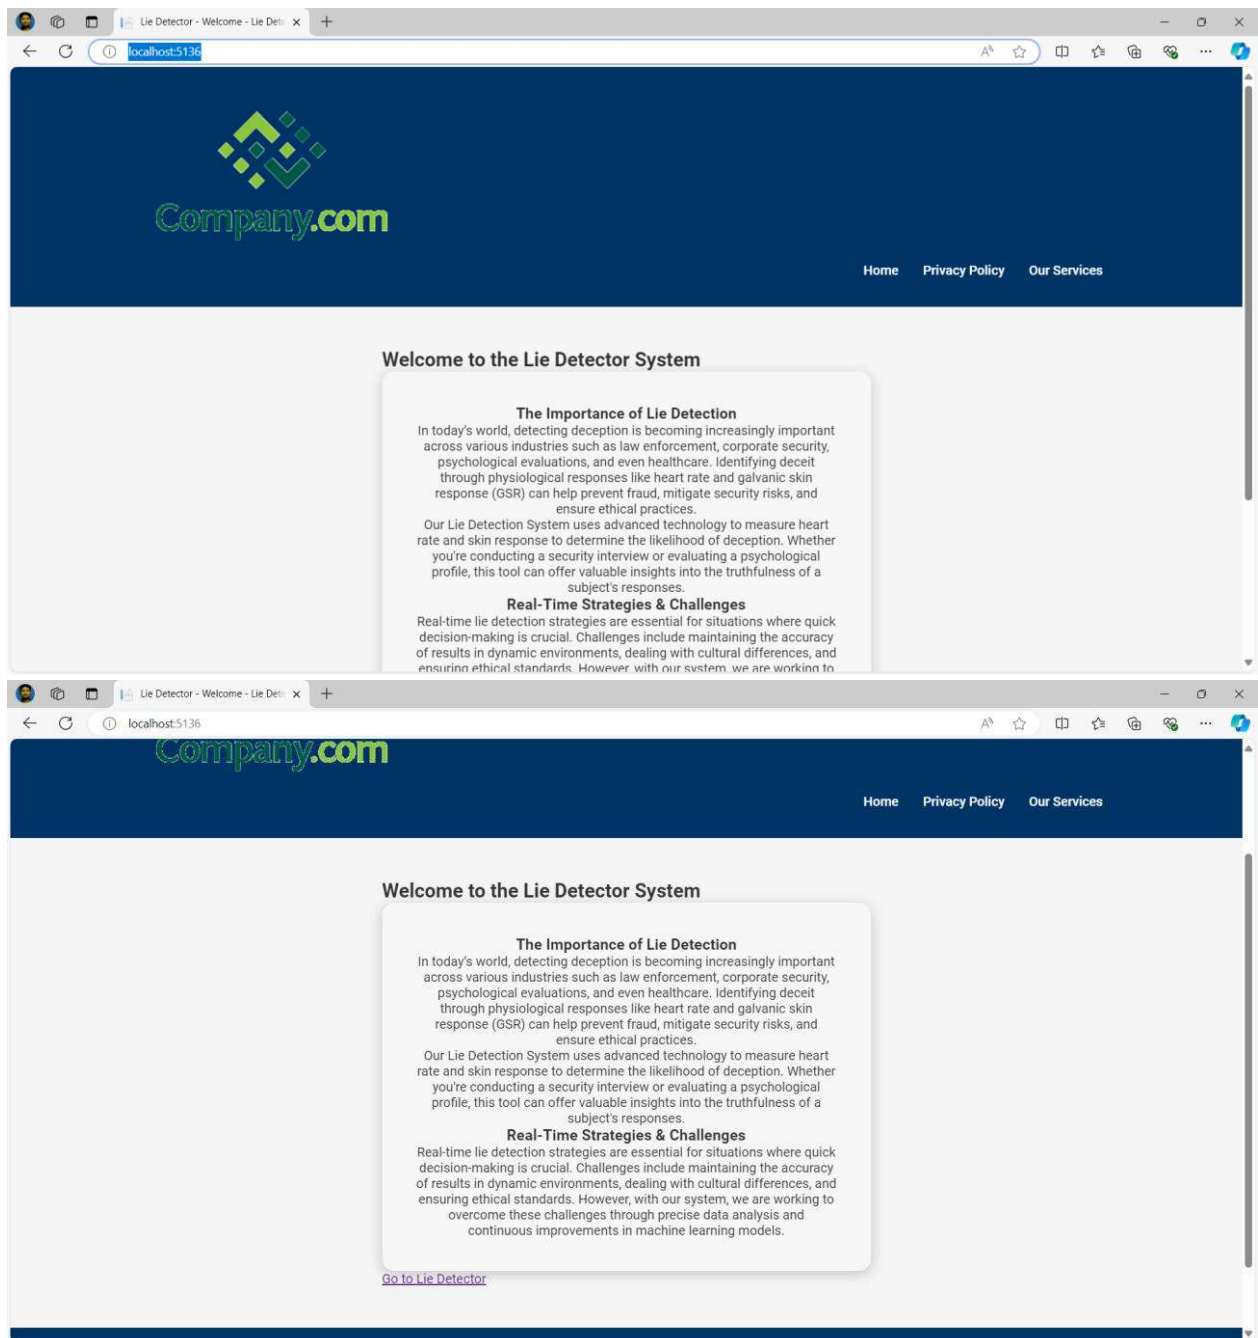 Lie Detector - Welcome - Lie Det
localhost:5136
Company.com
Home Privacy Policy Our Services
Welcome to the Lie Detector System
The Importance of Lie Detection
In today's world, detecting deception is becoming increasingly important
across various industries such as law enforcement, corporate security,
psychological evaluations, and even healthcare. Identifying deceit
through physiological responses like heart rate and galvanic skin
response (GSR) can help prevent fraud, mitigate security risks, and
ensure ethical practices.
Our Lie Detection System uses advanced technology to measure heart
rate and skin response to determine the likelihood of deception. Whether
you're conducting a security interview or evaluating a psychological
profile, this tool can offer valuable insights into the truthfulness of a
subject's responses.
Real-Time Strategies & Challenges
Real-time lie detection strategies are essential for situations where quick
decision-making is crucial. Challenges include maintaining the accuracy
of results in dynamic environments, dealing with cultural differences, and
ensuring ethical standards. However, with our system, we are working to
Lie Detector - Welcome - Lie Det
localhost:5136
Company.com
Home Privacy Policy Our Services
Welcome to the Lie Detector System
The Importance of Lie Detection
In today's world, detecting deception is becoming increasingly important
across various industries such as law enforcement, corporate security,
psychological evaluations, and even healthcare. Identifying deceit
through physiological responses like heart rate and galvanic skin
response (GSR) can help prevent fraud, mitigate security risks, and
ensure ethical practices.
Our Lie Detection System uses advanced technology to measure heart
rate and skin response to determine the likelihood of deception. Whether
you're conducting a security interview or evaluating a psychological
profile, this tool can offer valuable insights into the truthfulness of a
subject's responses.
Real-Time Strategies & Challenges
Real-time lie detection strategies are essential for situations where quick
decision-making is crucial. Challenges include maintaining the accuracy
of results in dynamic environments, dealing with cultural differences, and
ensuring ethical standards. However, with our system, we are working to
overcome these challenges through precise data analysis and
continuous improvements in machine learning models.
Go to Lie Detector